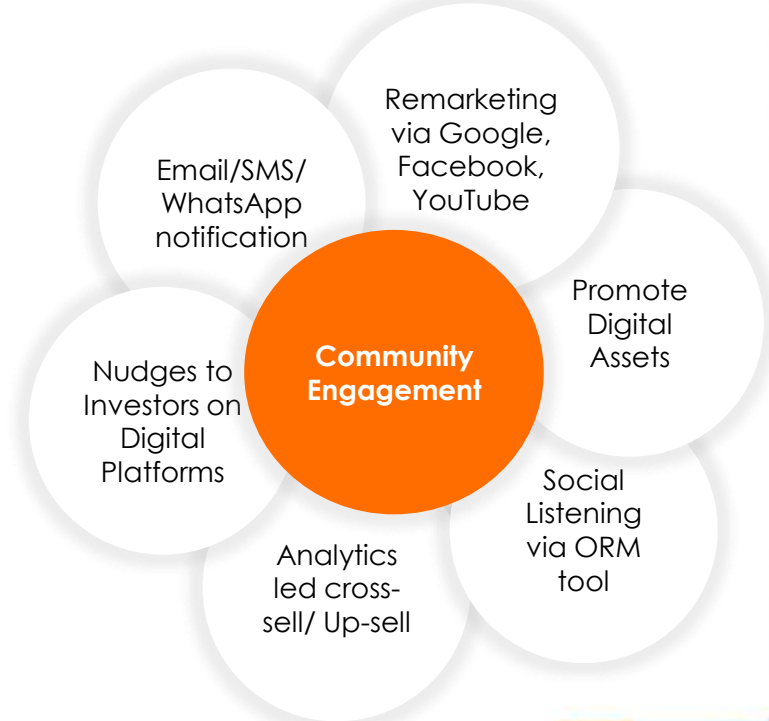 Remarketing
via Google,
Facebook,
YouTube
Email/SMS/
WhatsApp
notification
Promote
Digital
Assets
Community
Engagement
Nudges to
Investors on
Digital
Platforms
Social
Listening
via ORM
tool
Analytics
led cross-
sell/ Up-sell